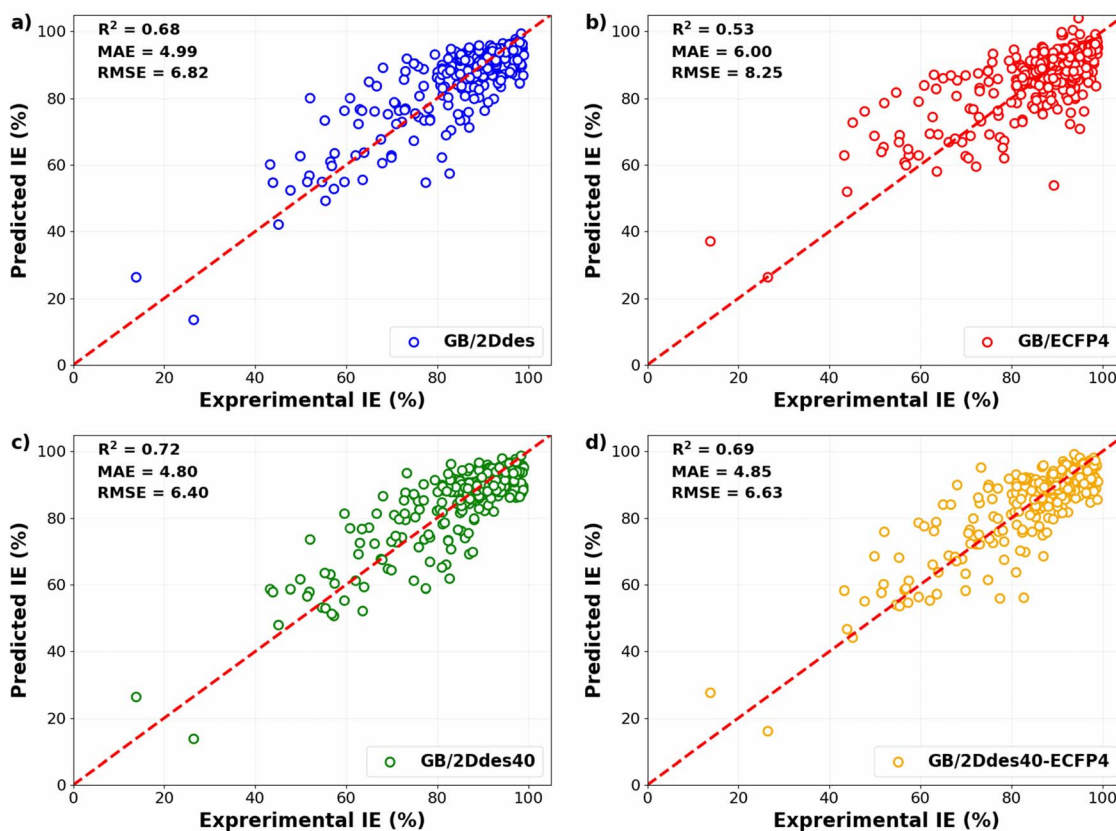 a)
R² = 0.68
MAE = 4.99
RMSE = 6.82
Predicted IE (%)
100
80
60
40
20
0
GB/2Ddes
0 20 40 60 80 100
Exprerimental IE (%)
b)
R² = 0.53
MAE = 6.00
RMSE = 8.25
Predicted IE (%)
100
80
60
40
20
0
GB/ECFP4
0 20 40 60 80 100
Exprerimental IE (%)
c)
R² = 0.72
MAE = 4.80
RMSE = 6.40
Predicted IE (%)
100
80
60
40
20
0
GB/2Ddes40
0 20 40 60 80 100
Exprerimental IE (%)
d)
R² = 0.69
MAE = 4.85
RMSE = 6.63
Predicted IE (%)
100
80
60
40
20
0
GB/2Ddes40-ECFP4
0 20 40 60 80 100
Exprerimental IE (%)